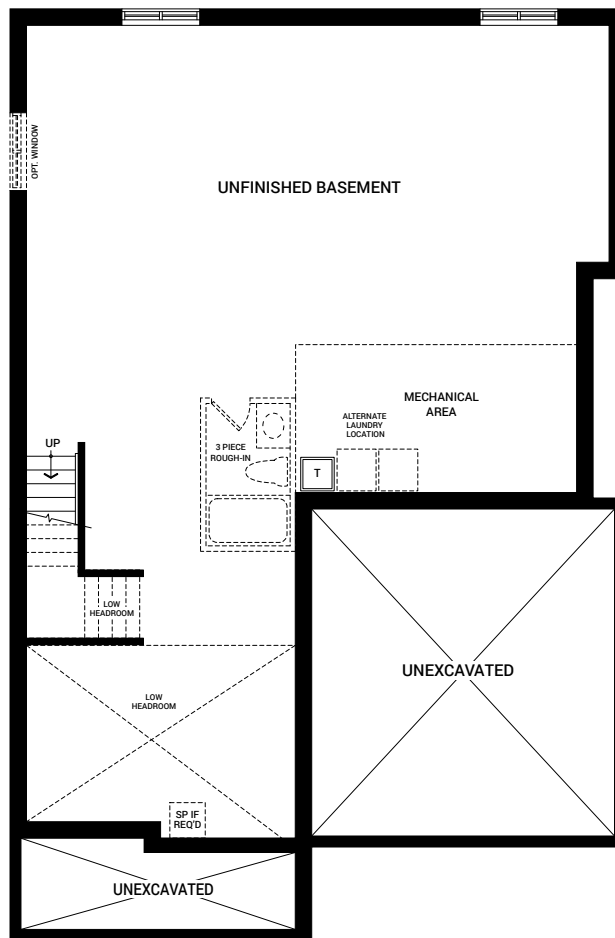 OPT. WINDOW
UNFINISHED BASEMENT
MECHANICAL
AREA
ALTERNATE
LAUNDRY
LOCATION
3 PIECE
ROUGH-IN
UP
T
LOW
HEADROOM
UNEXCAVATED
LOW
HEADROOM
SP IF
REQ'D
UNEXCAVATED